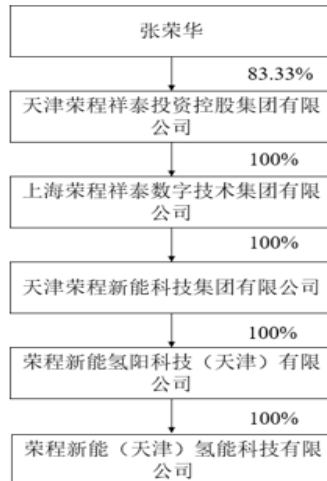 张荣华
83.33%
天津荣程祥泰投资控股集团有限
公司
100%
上海荣程祥泰数字技术集团有限
公司
100%
天津荣程新能科技集团有限公司
100%
荣程新能氢阳科技（天津）有限
公司
100%
荣程新能（天津）氢能科技有限
公司